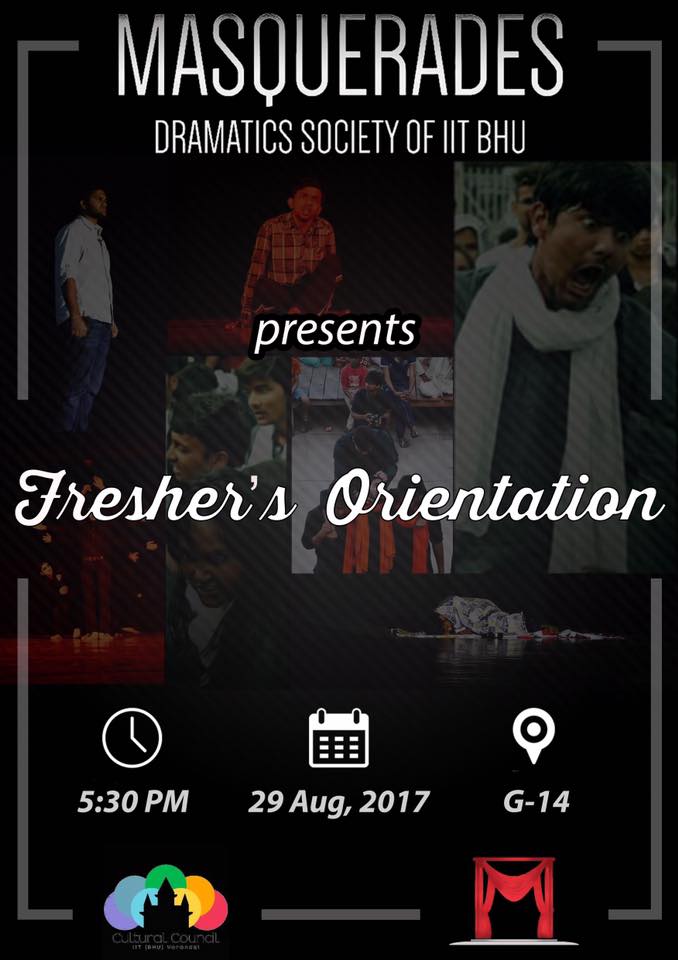 MASQUERADES
DRAMATICS SOCIETY OF IIT BHU
presents
Fresher's Orientation
5:30 PM
29 Aug, 2017
G-14
Cultural Council
IIT (BHU) Varanasi